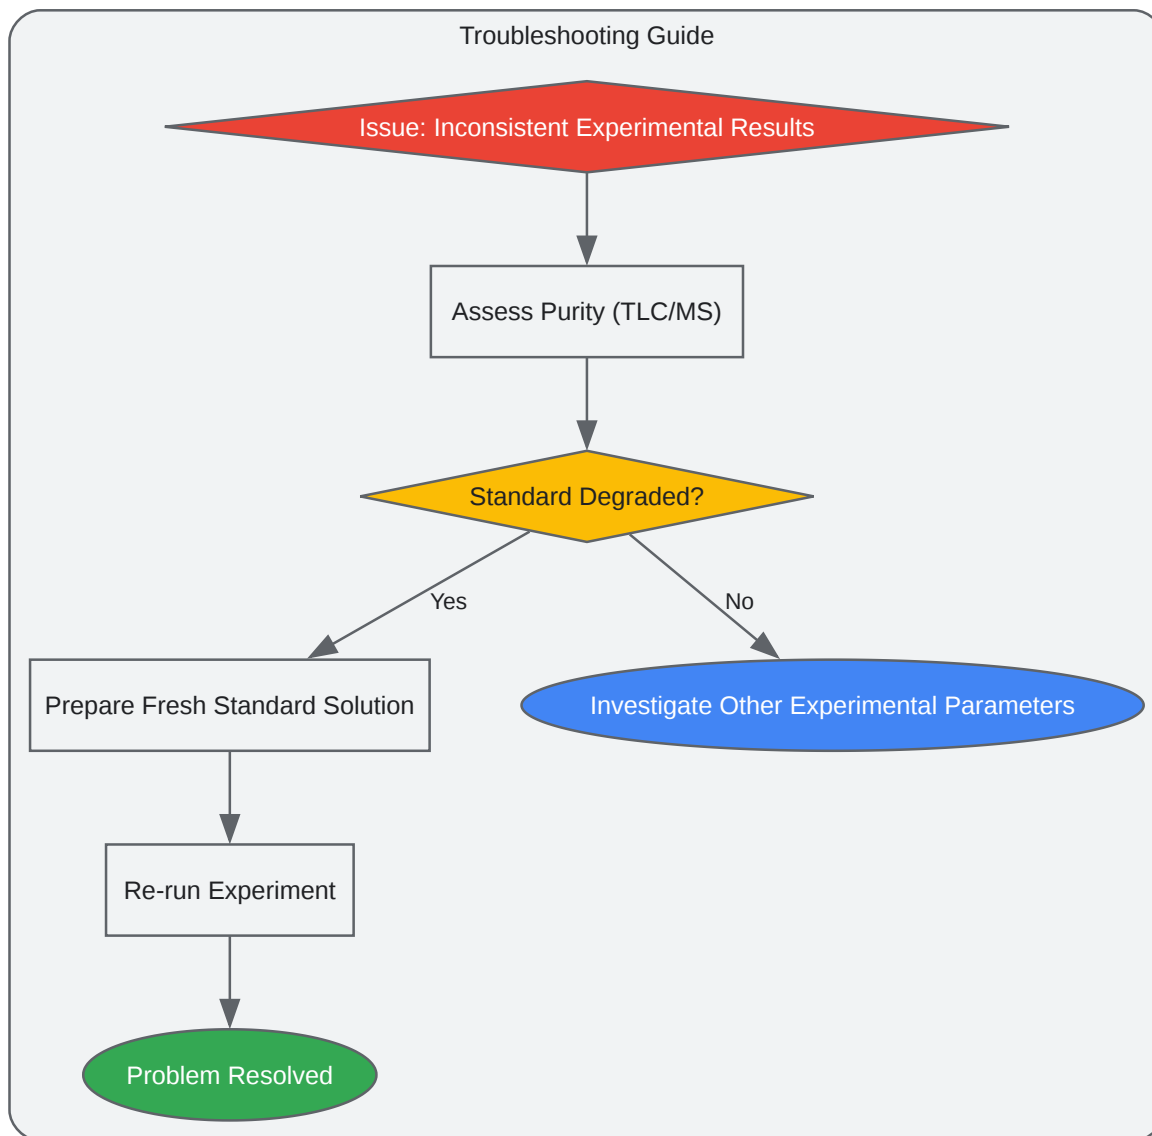 Troubleshooting Guide
Issue: Inconsistent Experimental Results
Assess Purity (TLC/MS)
Standard Degraded?
Yes
No
Prepare Fresh Standard Solution
Investigate Other Experimental Parameters
Re-run Experiment
Problem Resolved